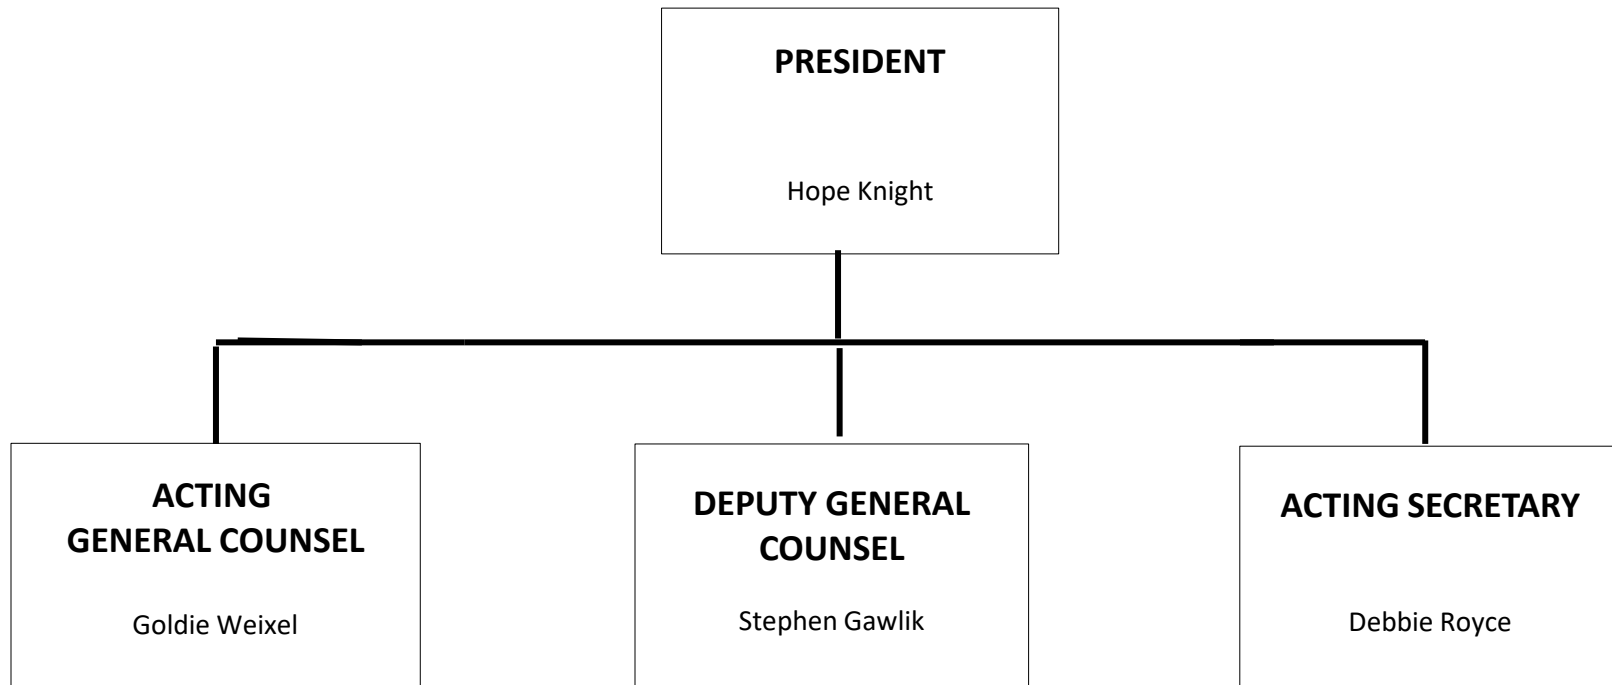 PRESIDENT
Hope Knight
ACTING
GENERAL COUNSEL
Goldie Weixel
DEPUTY GENERAL
COUNSEL
Stephen Gawlik
ACTING SECRETARY
Debbie Royce